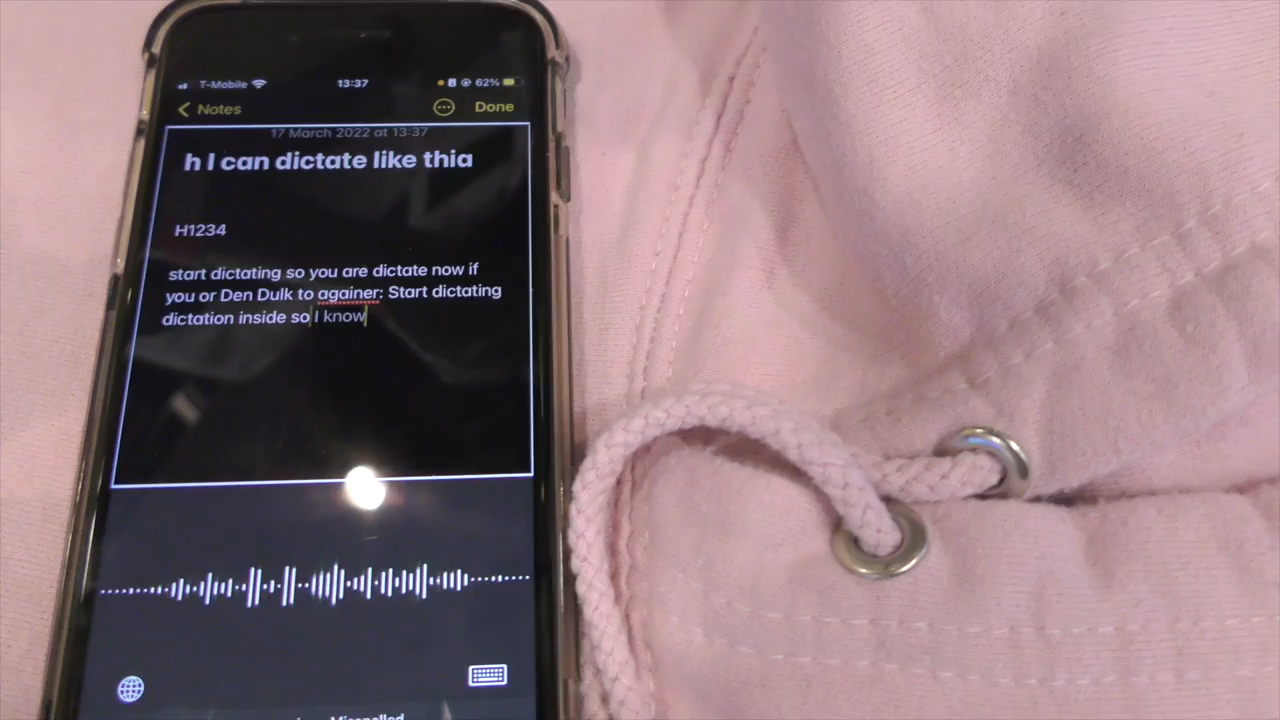 T-Mobile 13:37 62%
Notes Done
17 March 2022 at 13:37
h I can dictate like thia
H1234
start dictating so you are dictate now if
you or Den Dulk to againer: Start dictating
dictation inside so I know
Misspelled